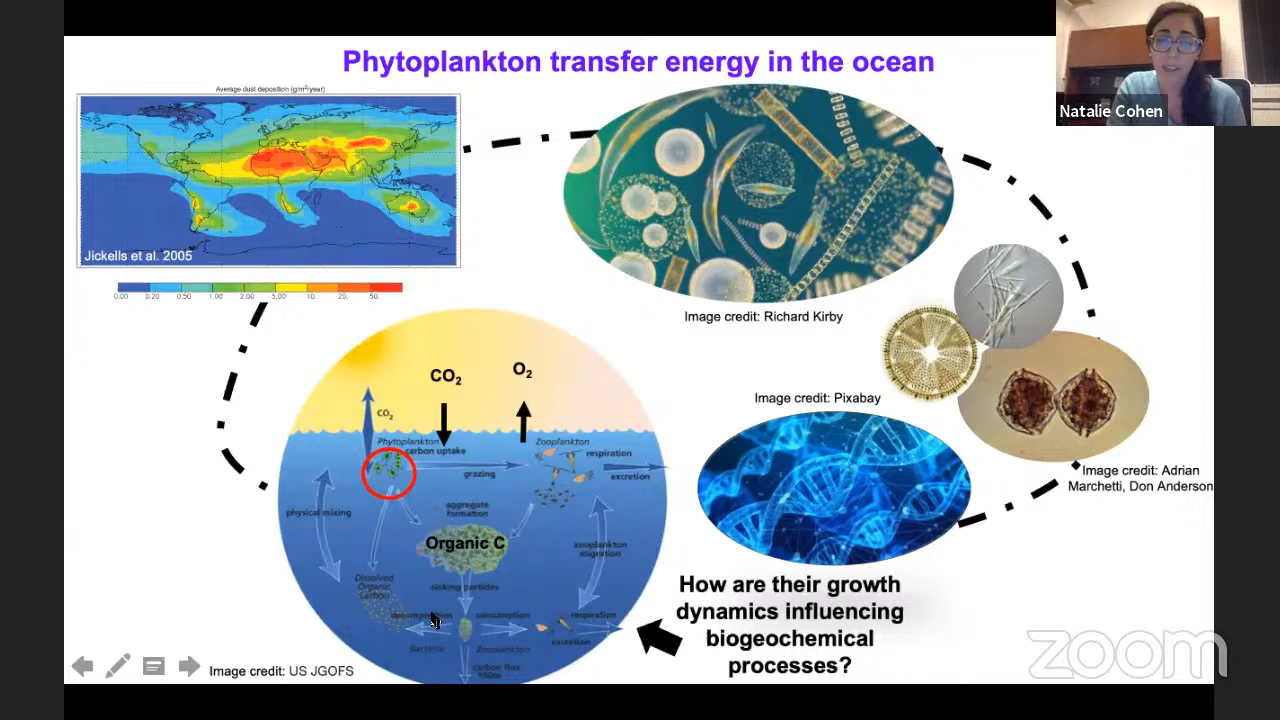 Phytoplankton transfer energy in the ocean
Natalie Cohen
Average dust deposition (g/m²/year)
Jickells et al. 2005
0.00 0.20 0.50 1.00 2.00 5.00 10. 20. 50.
Image credit: Richard Kirby
Image credit: Pixabay
Image credit: Adrian
Marchetti, Don Anderson
CO₂
O₂
CO₂
Phytoplankton
carbon uptake
Zooplankton
respiration
grazing
excretion
physical mixing
aggregate
formation
Organic C
zooplankton
migration
Dissolved
Organic
Carbon
sinking particles
decomposition
consumption
respiration
excretion
Bacteria
Zooplankton
carbon flux
How are their growth
dynamics influencing
biogeochemical
processes?
Image credit: US JGOFS
zoom